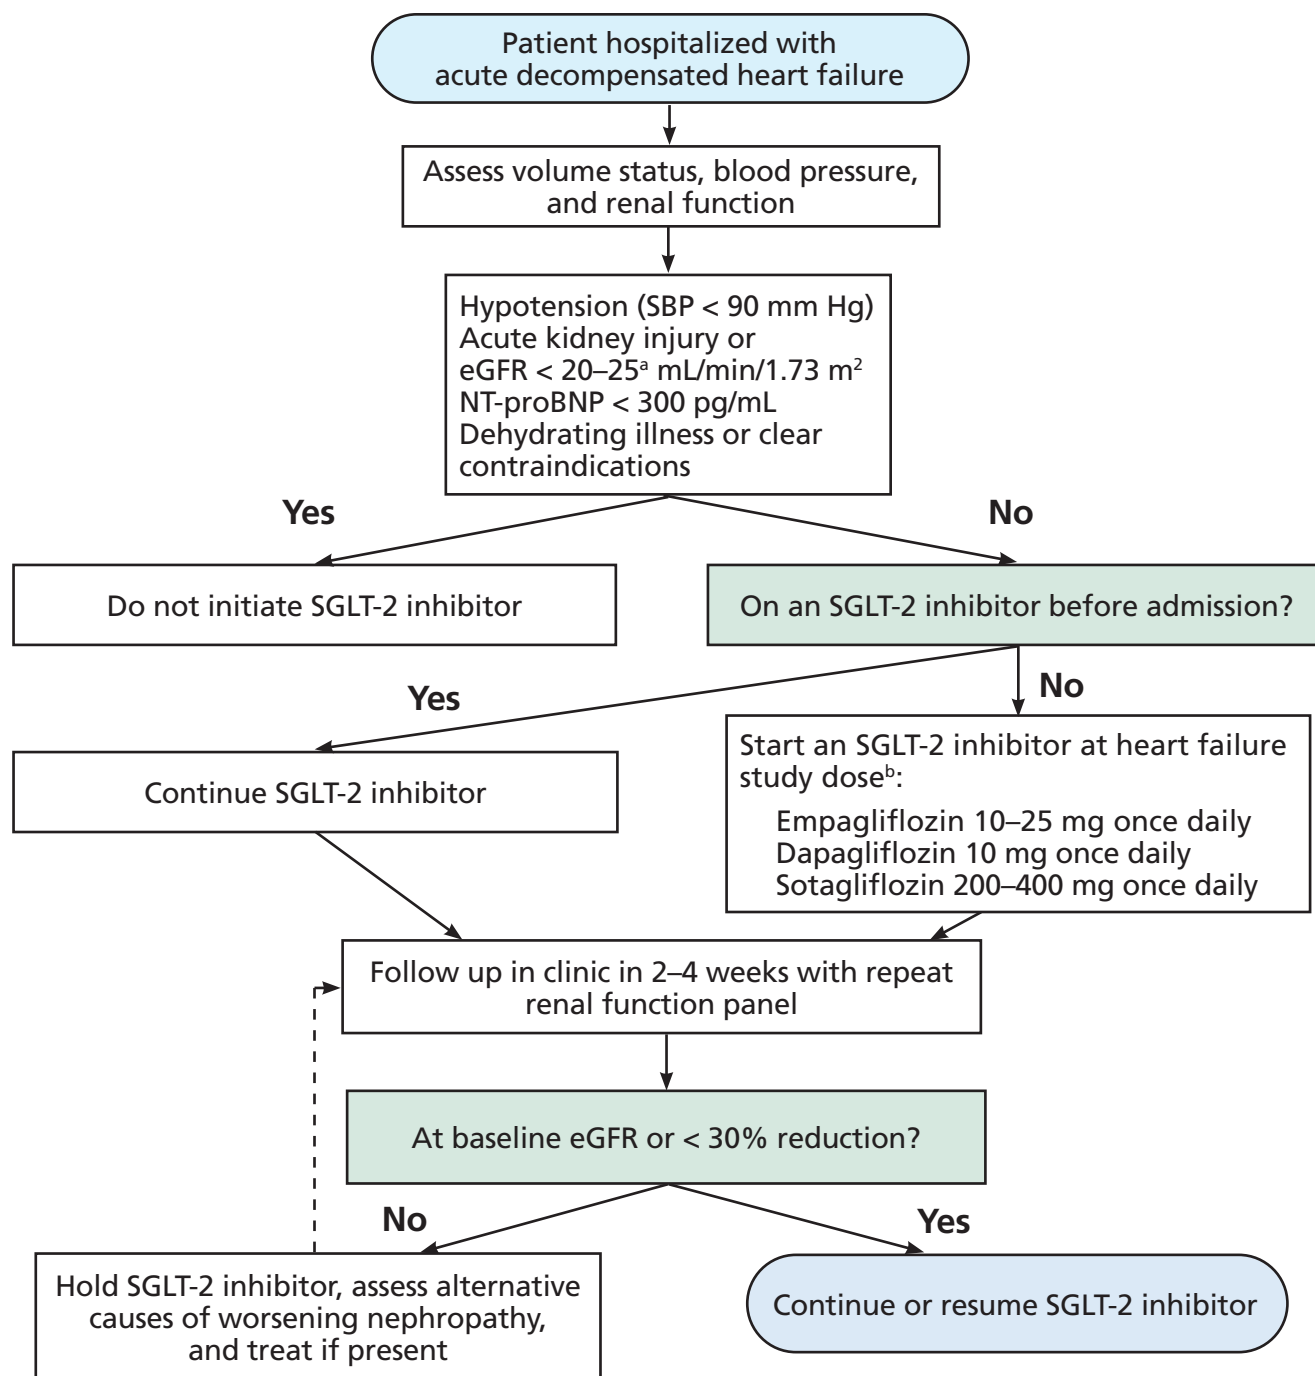 Patient hospitalized with
acute decompensated heart failure
Assess volume status, blood pressure,
and renal function
Hypotension (SBP < 90 mm Hg)
Acute kidney injury or
eGFR < 20–25ᵃ mL/min/1.73 m²
NT-proBNP < 300 pg/mL
Dehydrating illness or clear
contraindications
Yes
No
Do not initiate SGLT-2 inhibitor
On an SGLT-2 inhibitor before admission?
Yes
No
Continue SGLT-2 inhibitor
Start an SGLT-2 inhibitor at heart failure
study doseᵇ:
Empagliflozin 10–25 mg once daily
Dapagliflozin 10 mg once daily
Sotagliflozin 200–400 mg once daily
Follow up in clinic in 2–4 weeks with repeat
renal function panel
At baseline eGFR or < 30% reduction?
No
Yes
Hold SGLT-2 inhibitor, assess alternative
causes of worsening nephropathy,
and treat if present
Continue or resume SGLT-2 inhibitor